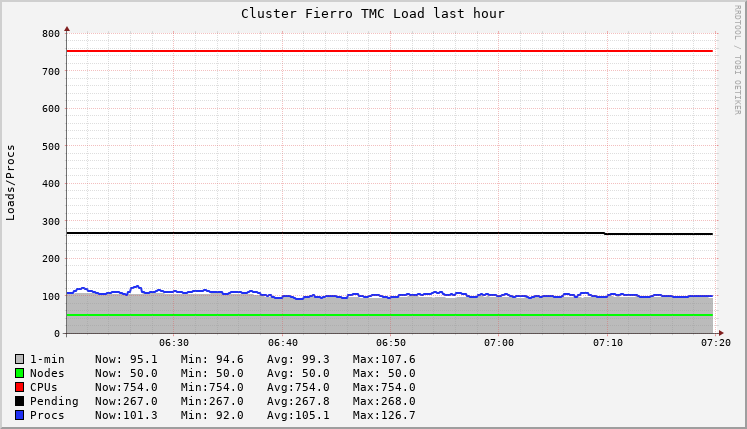 Cluster Fierro TMC Load last hour
RRDTOOL / TOBI OETIKER
Loads/Procs
800
700
600
500
400
300
200
100
0
06:30 06:40 06:50 07:00 07:10 07:20
1-min Now: 95.1 Min: 94.6 Avg: 99.3 Max:107.6
Nodes Now: 50.0 Min: 50.0 Avg: 50.0 Max: 50.0
CPUs Now:754.0 Min:754.0 Avg:754.0 Max:754.0
Pending Now:267.0 Min:267.0 Avg:267.8 Max:268.0
Procs Now:101.3 Min: 92.0 Avg:105.1 Max:126.7